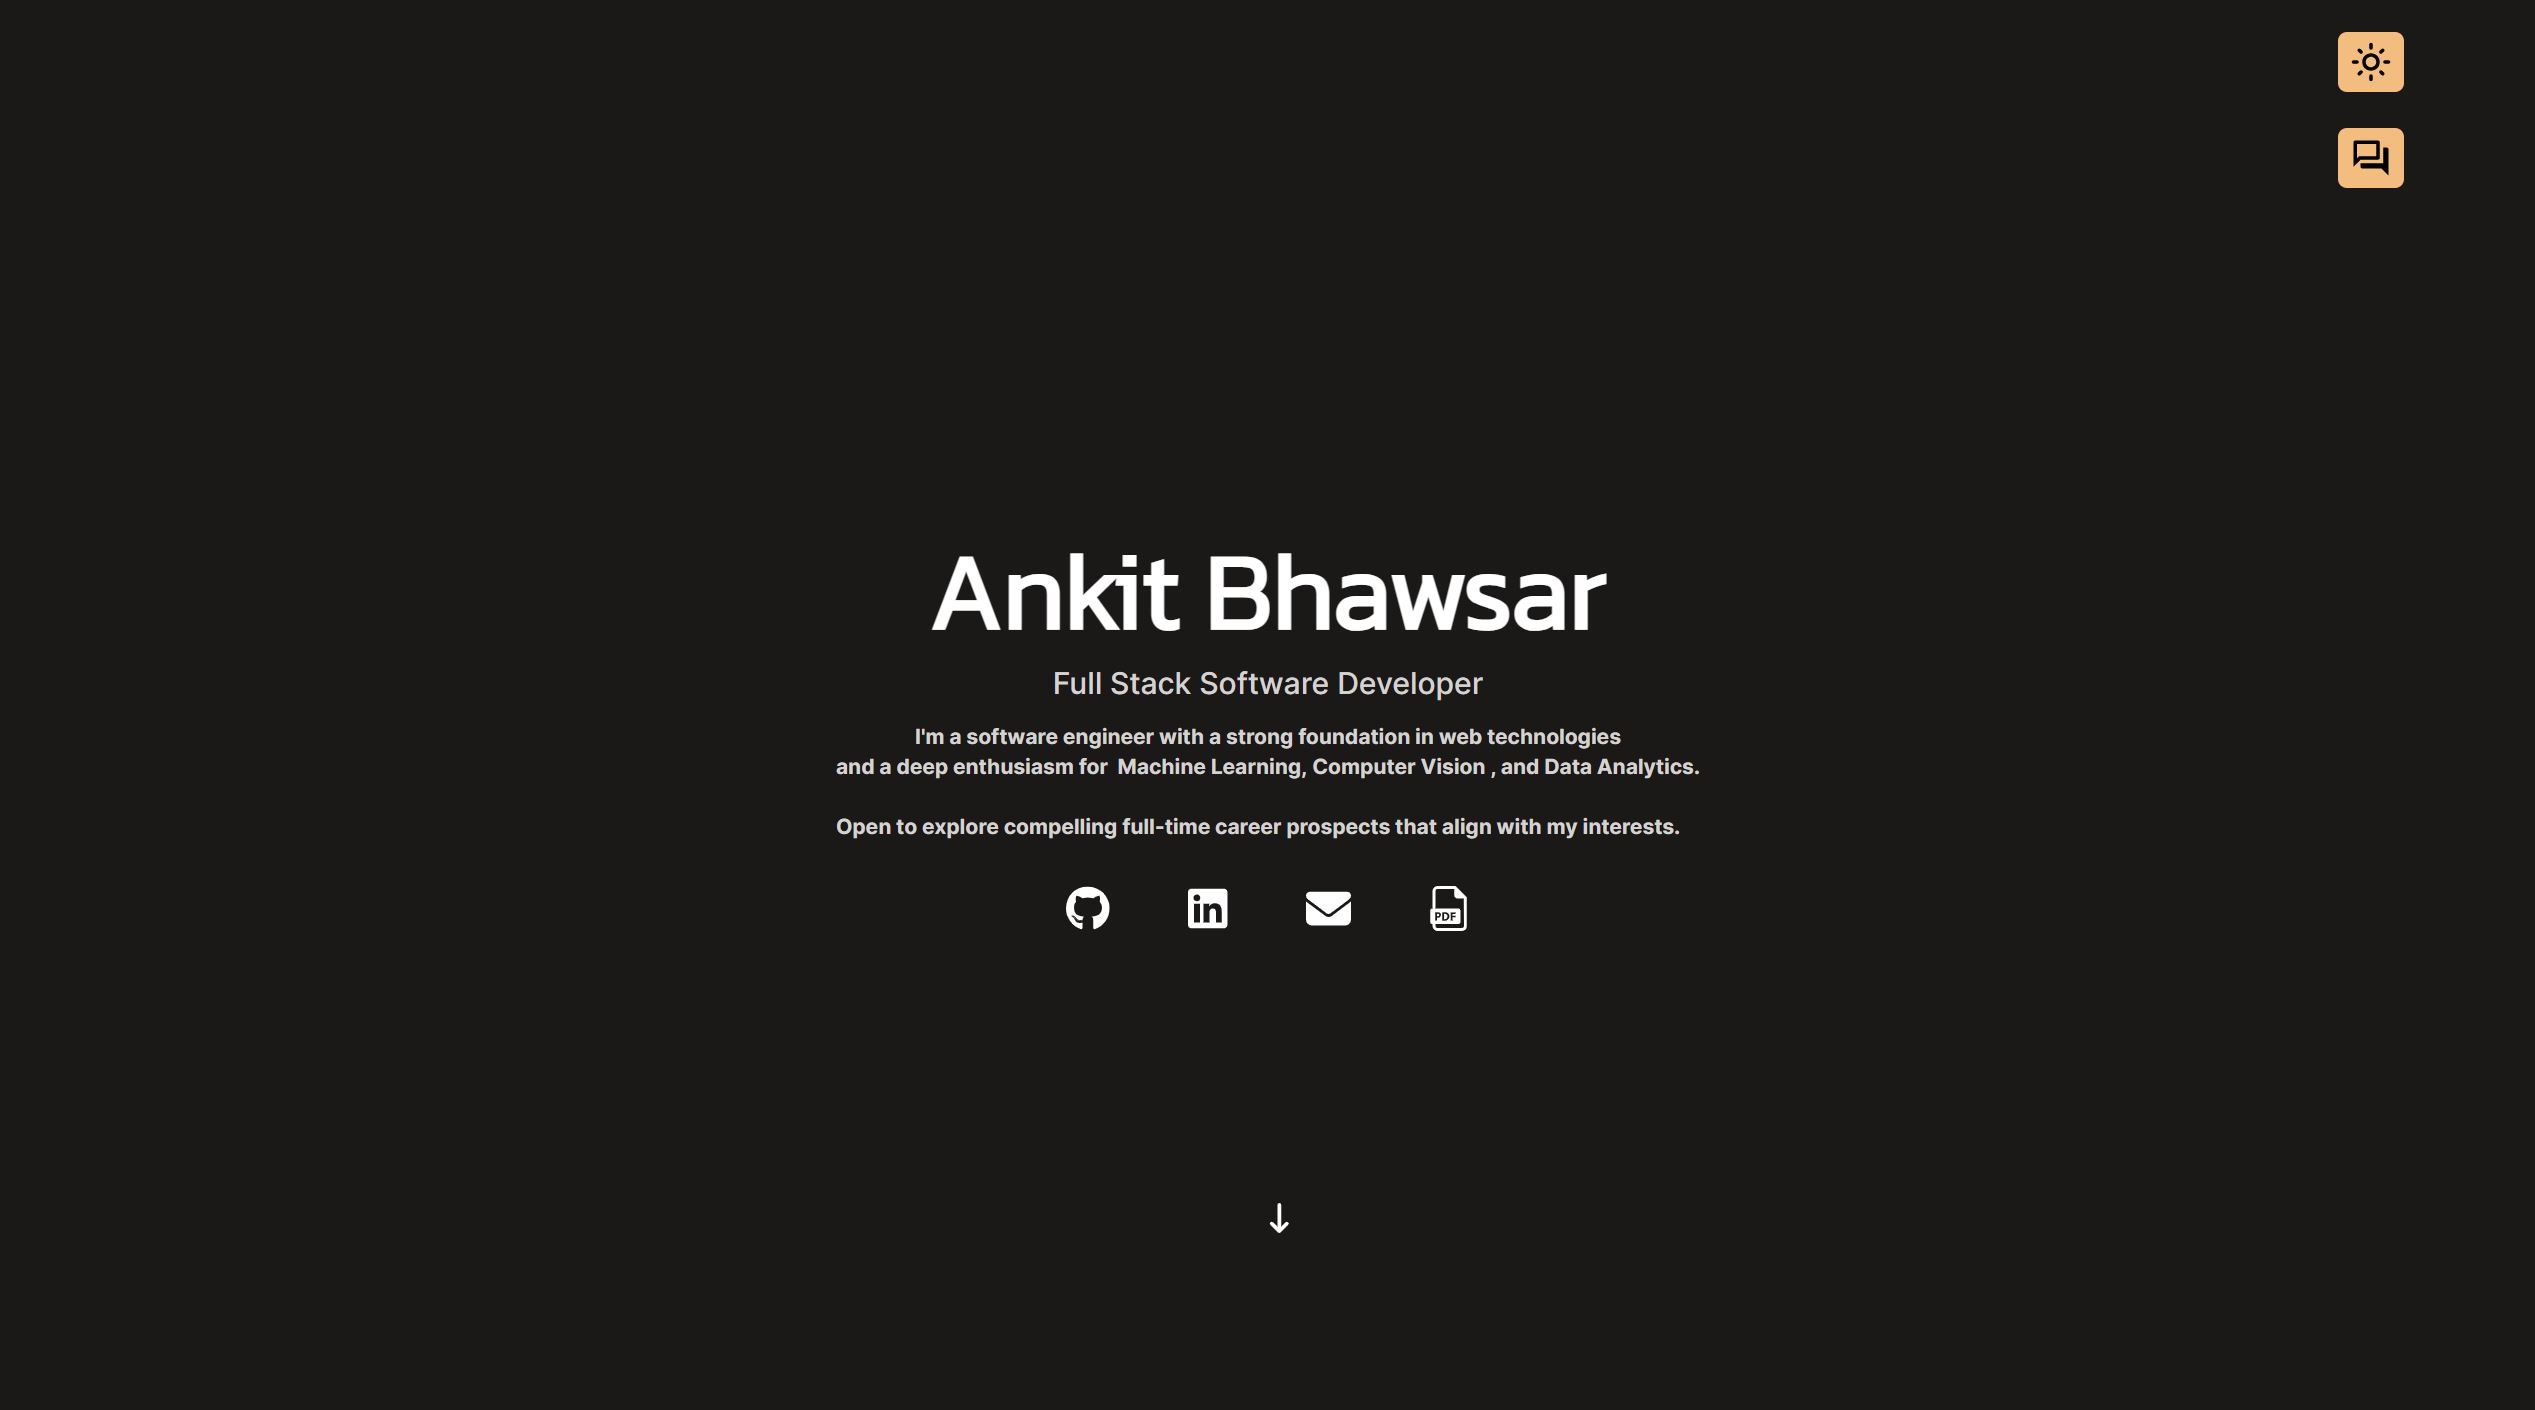 Ankit Bhawsar
Full Stack Software Developer
I'm a software engineer with a strong foundation in web technologies
and a deep enthusiasm for  Machine Learning, Computer Vision , and Data Analytics.
Open to explore compelling full-time career prospects that align with my interests.
in
PDF